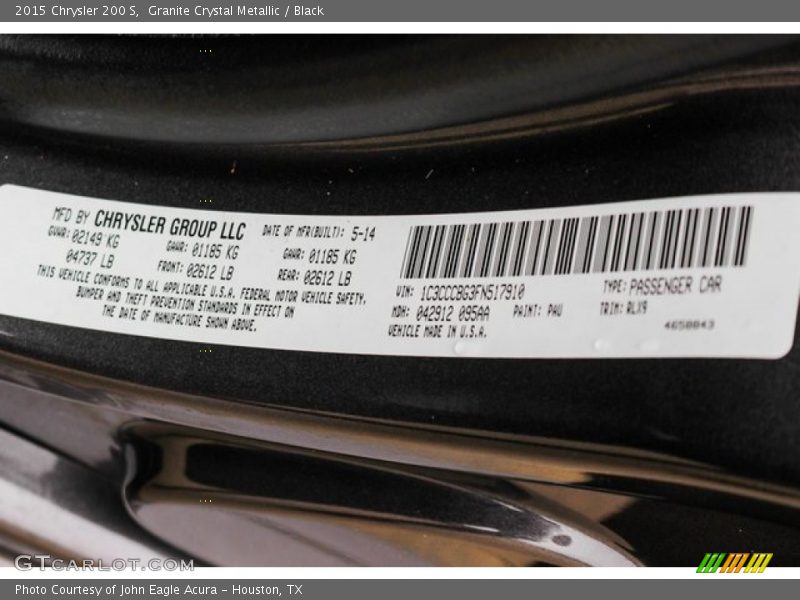 2015 Chrysler 200 S, Granite Crystal Metallic / Black
MFD BY CHRYSLER GROUP LLC
DATE OF MFR(BUILT): 5-14
GVWR: 02149 KG
GAWR: 01185 KG
GAWR: 01185 KG
04737 LB
FRONT: 02612 LB
REAR: 02612 LB
THIS VEHICLE CONFORMS TO ALL APPLICABLE U.S.A. FEDERAL MOTOR VEHICLE SAFETY,
BUMPER AND THEFT PREVENTION STANDARDS IN EFFECT ON
THE DATE OF MANUFACTURE SHOWN ABOVE.
VIN: 1C3CCCBG3FN517910
TYPE: PASSENGER CAR
MDH: 042912 095AA
PAINT: PAU
TRIM: RLX9
VEHICLE MADE IN U.S.A.
4650043
GTCARLOT.COM
Photo Courtesy of John Eagle Acura - Houston, TX